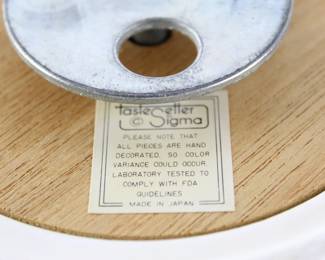 tastesetter
© Sigma
PLEASE NOTE THAT
ALL PIECES ARE HAND
DECORATED, SO COLOR
VARIANCE COULD OCCUR.
LABORATORY TESTED TO
COMPLY WITH FDA
GUIDELINES
MADE IN JAPAN